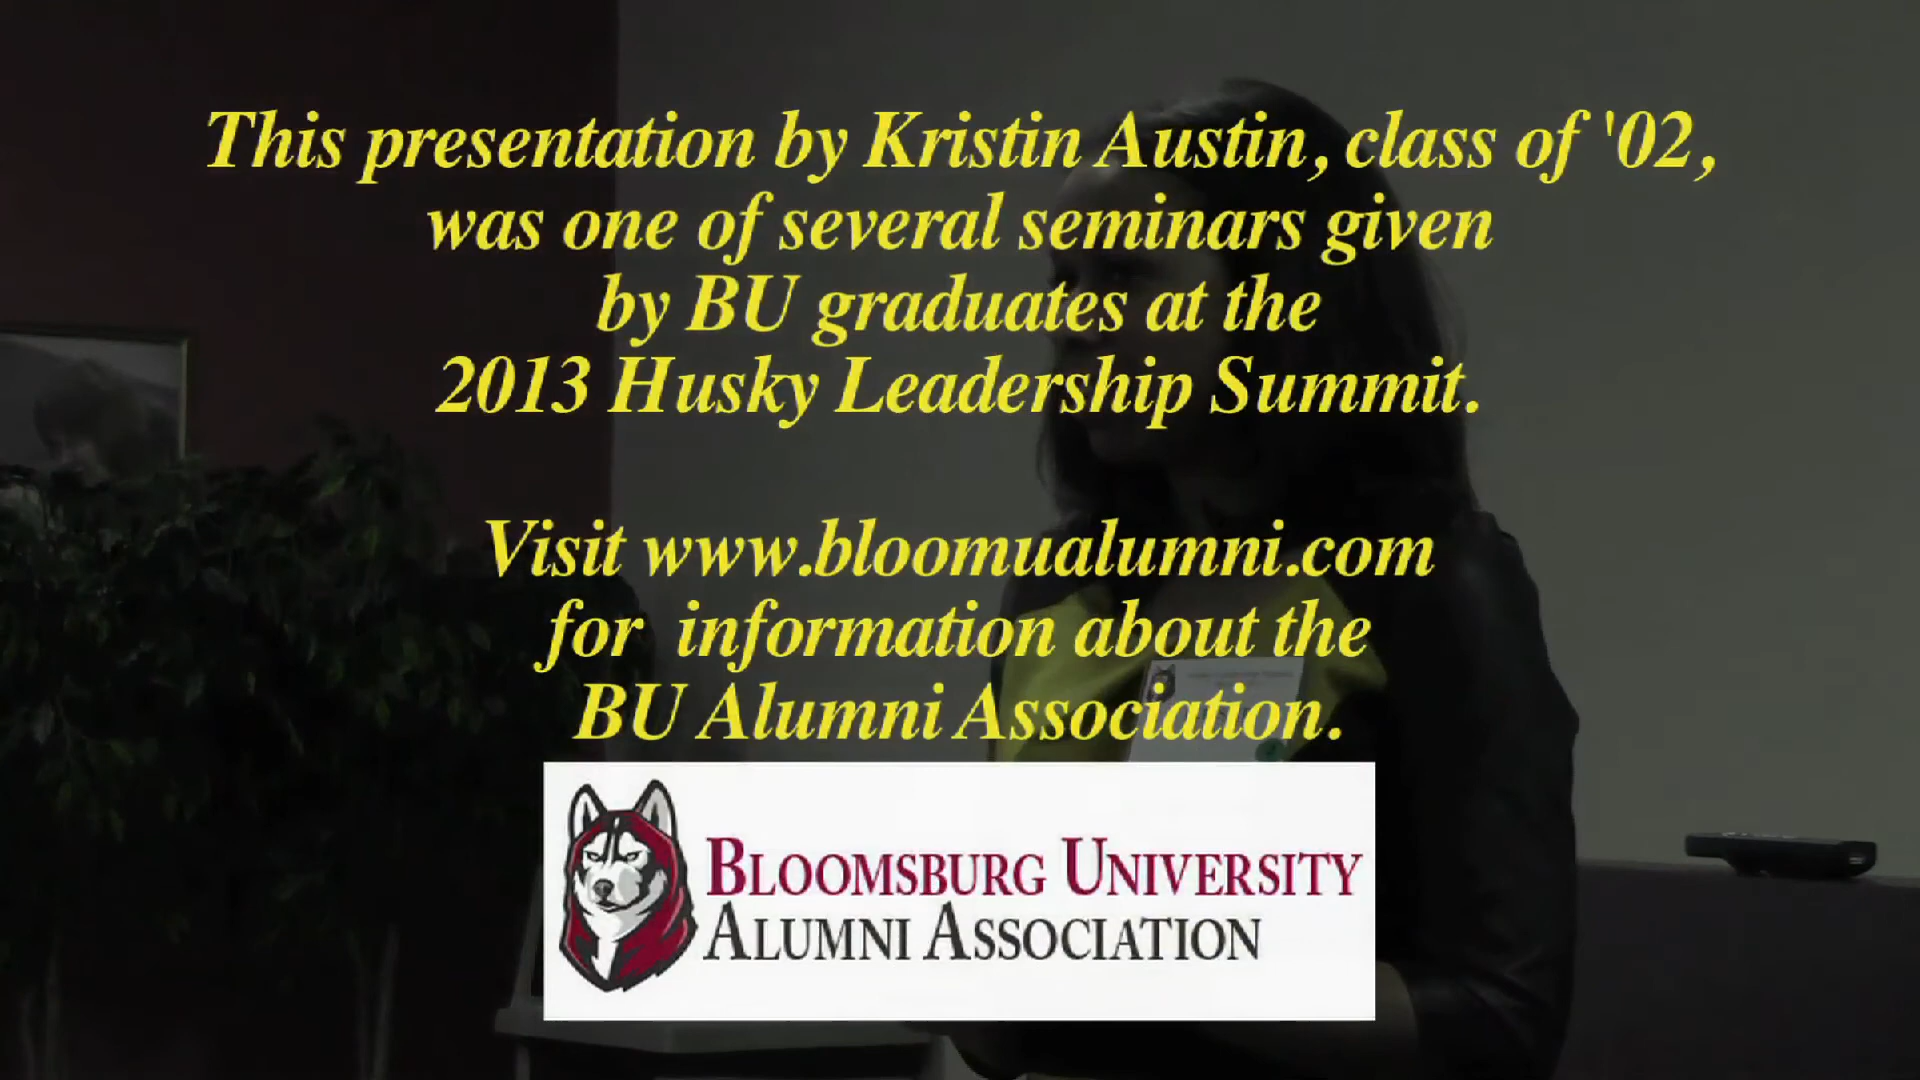 This presentation by Kristin Austin, class of '02,
was one of several seminars given
by BU graduates at the
2013 Husky Leadership Summit.
Visit www.bloomualumni.com
for information about the
BU Alumni Association.
BLOOMSBURG UNIVERSITY
ALUMNI ASSOCIATION